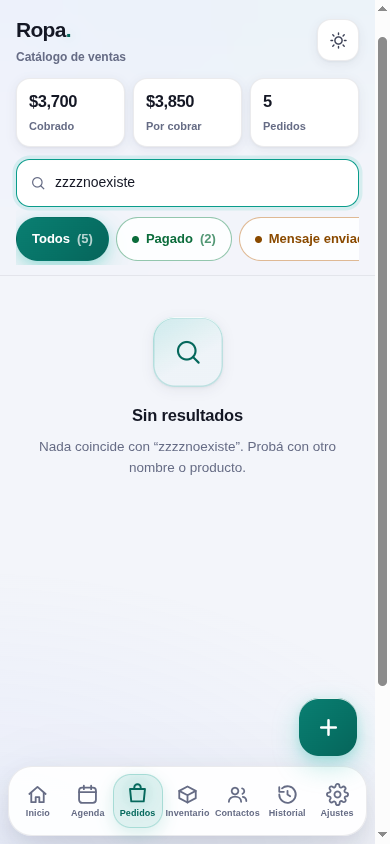 Ropa.
Catálogo de ventas
$3,700
Cobrado
$3,850
Por cobrar
5
Pedidos
zzzznoexiste
Todos (5)
Pagado (2)
Mensaje enviad
Sin resultados
Nada coincide con “zzzznoexiste”. Probá con otro
nombre o producto.
Inicio
Agenda
Pedidos
Inventario
Contactos
Historial
Ajustes